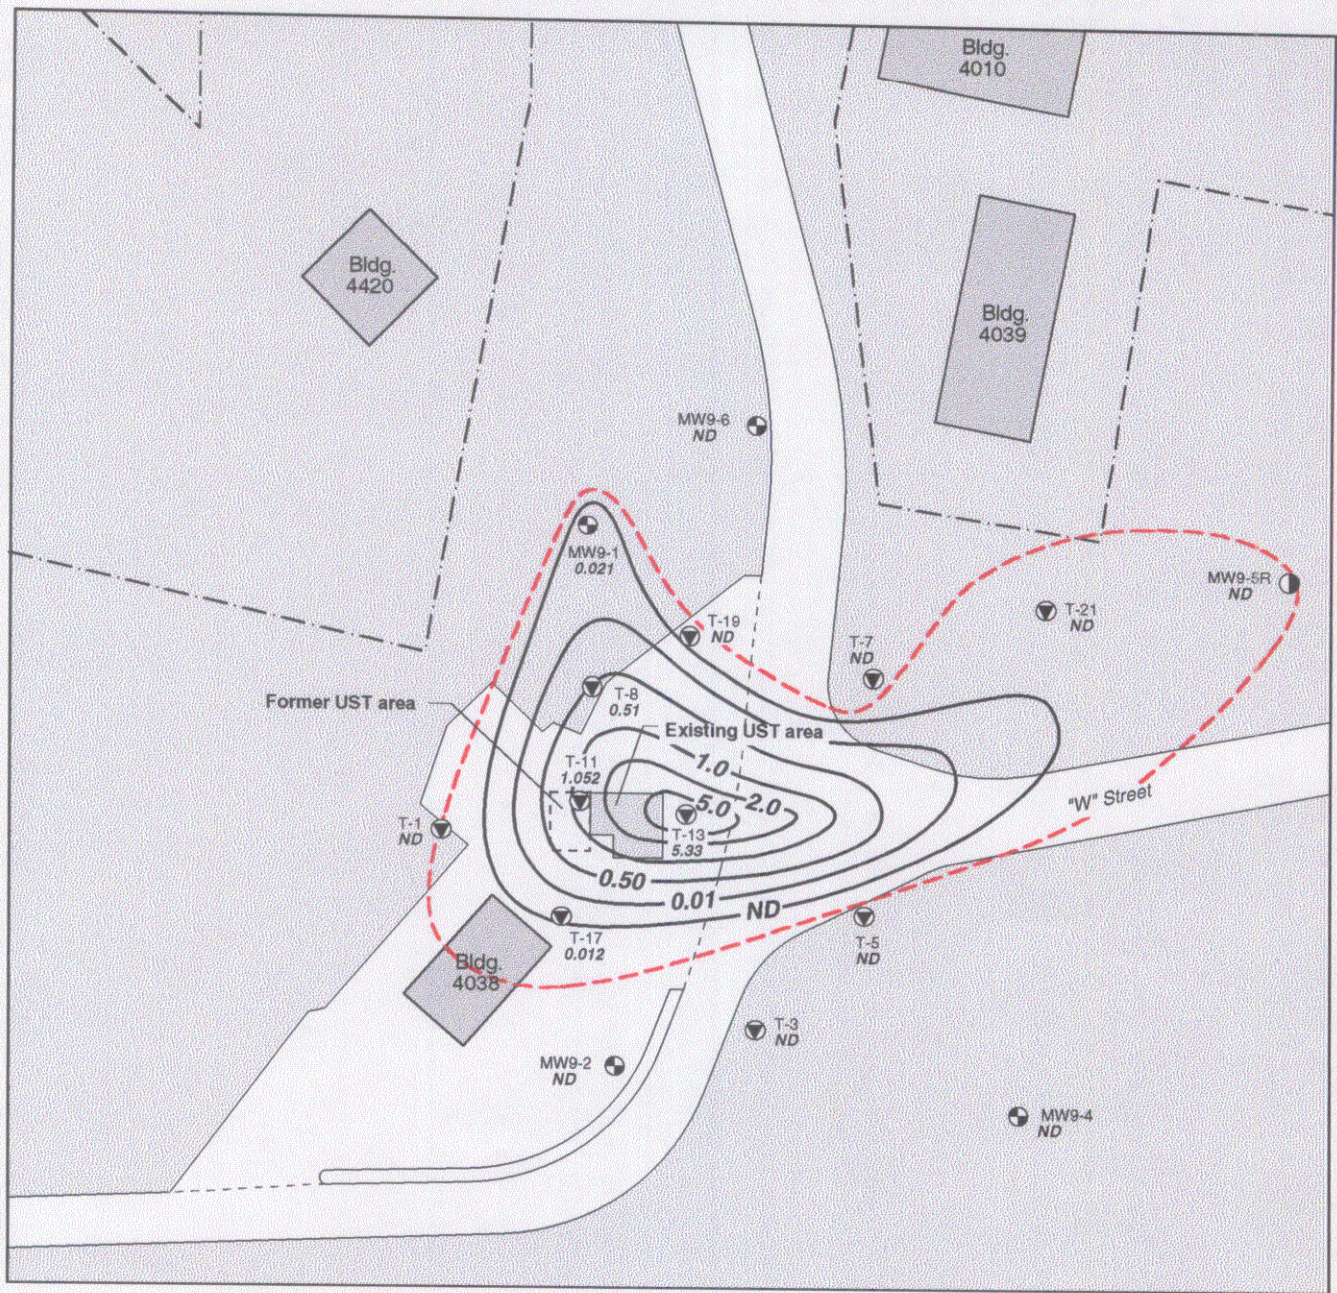 Bldg.
4010
Bldg.
4420
Bldg.
4039
MW9-6
ND
MW9-1
0.021
MW9-5R
ND
T-21
ND
T-19
ND
T-7
ND
T-8
0.51
Former UST area
Existing UST area
T-11
1.052
1.0
5.0
2.0
"W" Street
T-1
ND
T-13
5.33
0.50
0.01
ND
T-17
0.012
T-5
ND
Bldg.
4038
T-3
ND
MW9-2
ND
MW9-4
ND